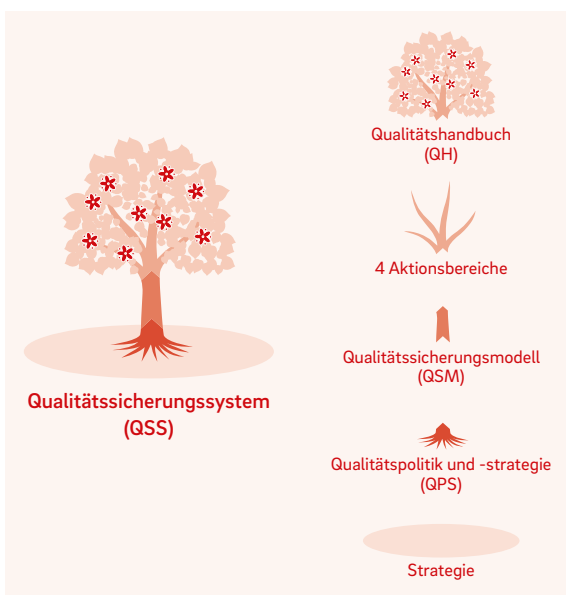 Qualitätssicherungssystem
(QSS)
Qualitätshandbuch
(QH)
4 Aktionsbereiche
Qualitätssicherungsmodell
(QSM)
Qualitätspolitik und -strategie
(QPS)
Strategie